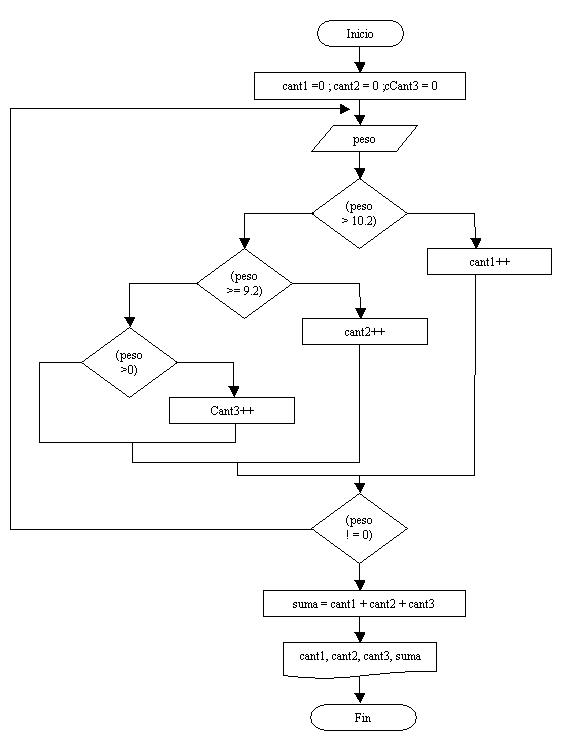 Inicio
cant1 =0 ; cant2 = 0 ;cCant3 = 0
peso
(peso
> 10.2)
cant1++
(peso
>= 9.2)
cant2++
(peso
>0)
Cant3++
(peso
! = 0)
suma = cant1 + cant2 + cant3
cant1, cant2, cant3, suma
Fin